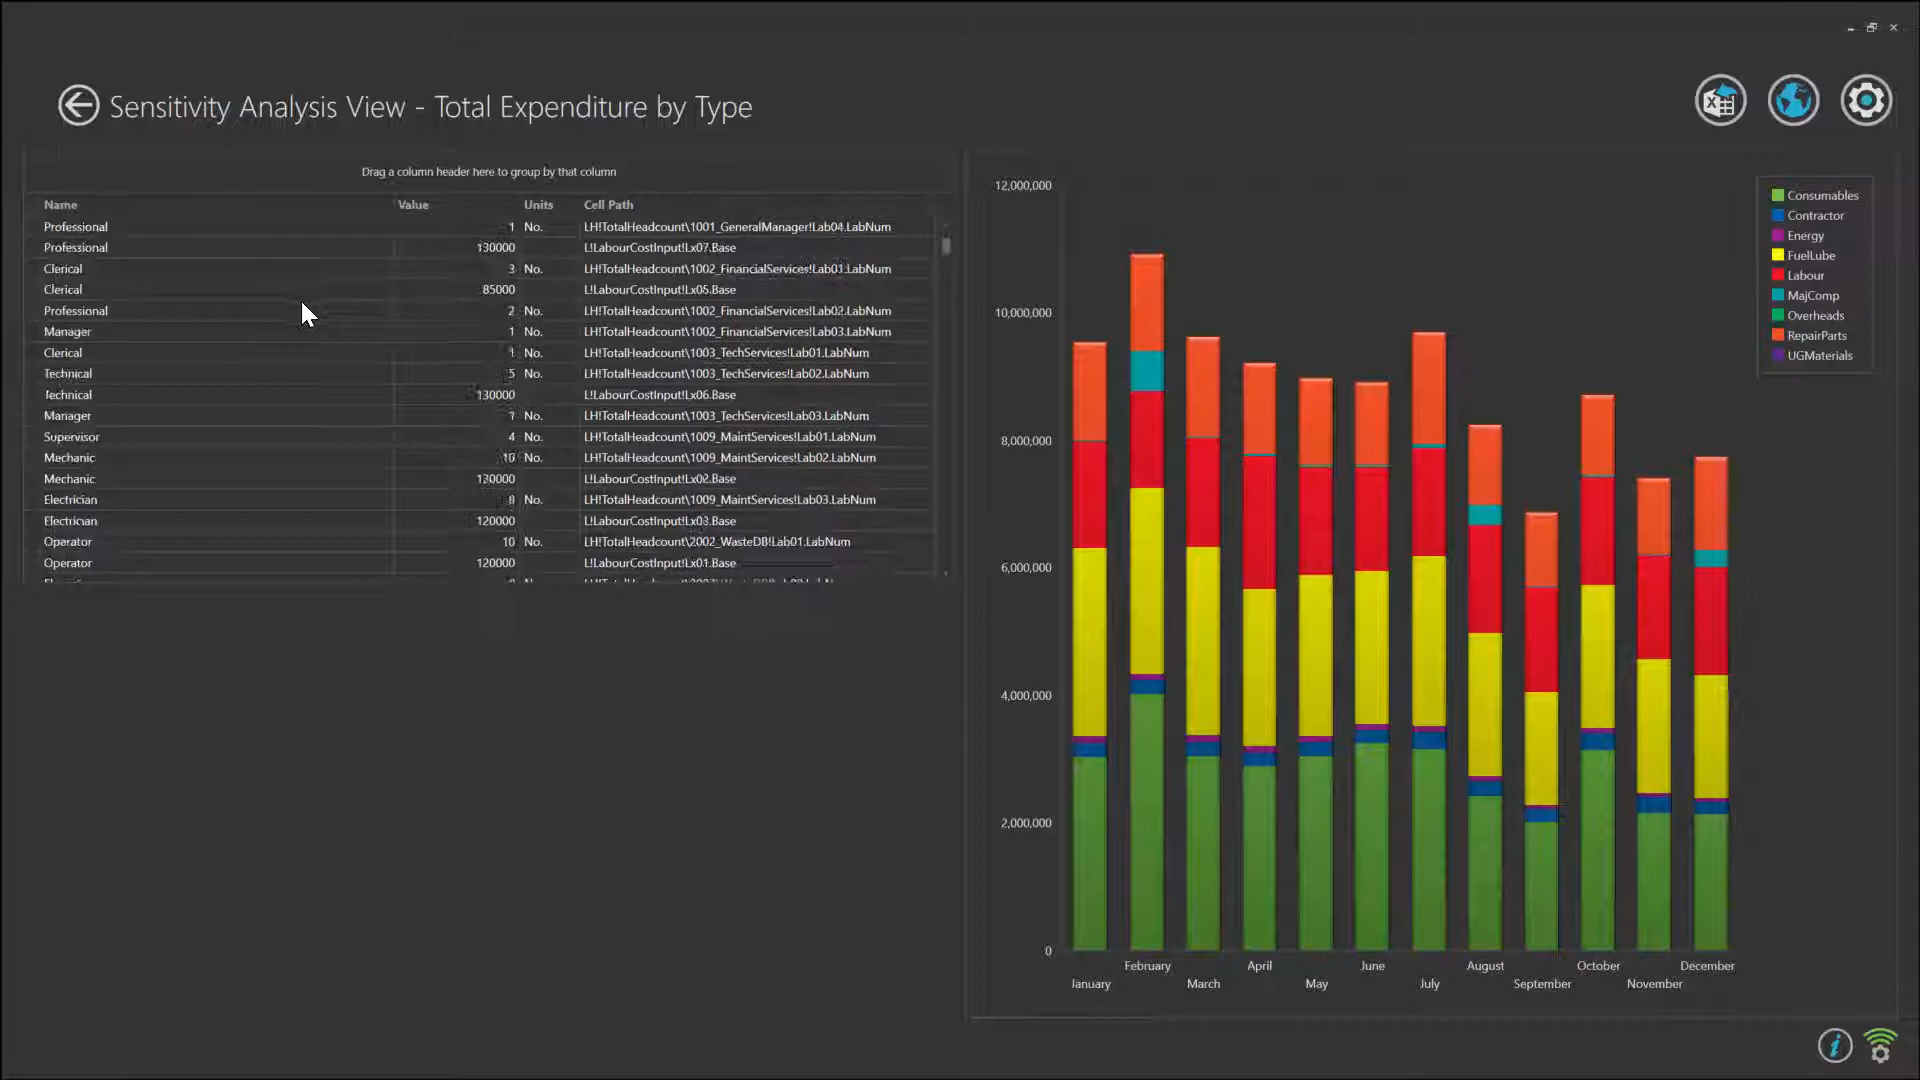 Sensitivity Analysis View - Total Expenditure by Type
Drag a column header here to group by that column
Name Value Units Cell Path
Professional 1 No. LH!TotalHeadcount\1001_GeneralManager!Lab04.LabNum
Professional 130000 L!LabourCostInput!Lx07.Base
Clerical 3 No. LH!TotalHeadcount\1002_FinancialServices!Lab01.LabNum
Clerical 85000 L!LabourCostInput!Lx05.Base
Professional 2 No. LH!TotalHeadcount\1002_FinancialServices!Lab02.LabNum
Manager 1 No. LH!TotalHeadcount\1002_FinancialServices!Lab03.LabNum
Clerical 1 No. LH!TotalHeadcount\1003_TechServices!Lab01.LabNum
Technical 5 No. LH!TotalHeadcount\1003_TechServices!Lab02.LabNum
Technical 130000 L!LabourCostInput!Lx06.Base
Manager No. LH!TotalHeadcount\1003_TechServices!Lab03.LabNum
Supervisor 4 No. LH!TotalHeadcount\1009_MaintServices!Lab01.LabNum
Mechanic No. LH!TotalHeadcount\1009_MaintServices!Lab02.LabNum
Mechanic 120000 L!LabourCostInput!Lx02.Base
Electrician 8 No. LH!TotalHeadcount\1009_MaintServices!Lab03.LabNum
Electrician 120000 L!LabourCostInput!Lx03.Base
Operator 10 No. LH!TotalHeadcount\2002_WasteDB!Lab01.LabNum
Operator 120000 L!LabourCostInput!Lx01.Base
12,000,000
10,000,000
8,000,000
6,000,000
4,000,000
2,000,000
0
January
February
March
April
May
June
July
August
September
October
November
December
Consumables
Contractor
Energy
FuelLube
Labour
MajComp
Overheads
RepairParts
UGMaterials